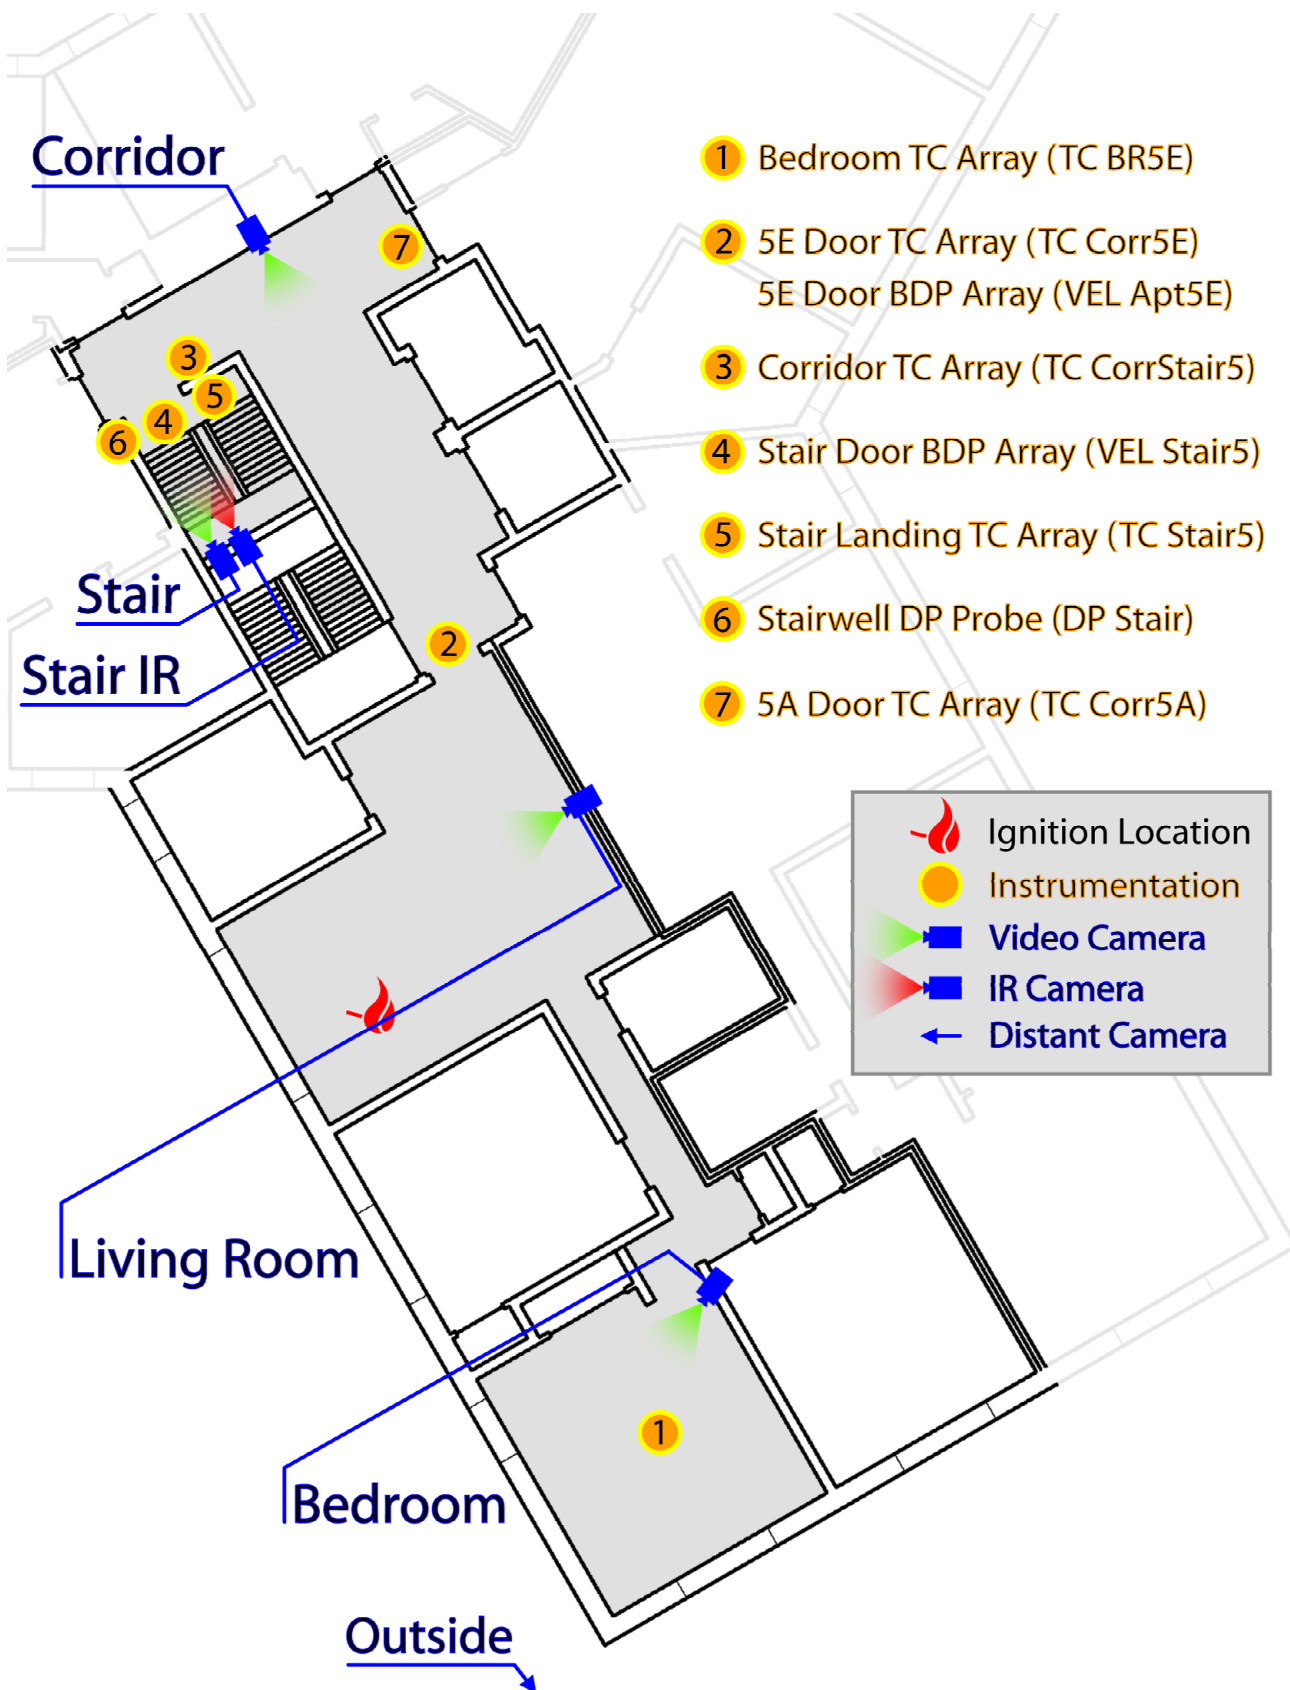 Corridor
1 Bedroom TC Array (TC BR5E)
2 5E Door TC Array (TC Corr5E)
5E Door BDP Array (VEL Apt5E)
3 Corridor TC Array (TC CorrStair5)
4 Stair Door BDP Array (VEL Stair5)
5 Stair Landing TC Array (TC Stair5)
6 Stairwell DP Probe (DP Stair)
7 5A Door TC Array (TC Corr5A)
7
3
5
4
6
Stair
2
Stair IR
Ignition Location
Instrumentation
Video Camera
IR Camera
Distant Camera
Living Room
1
Bedroom
Outside